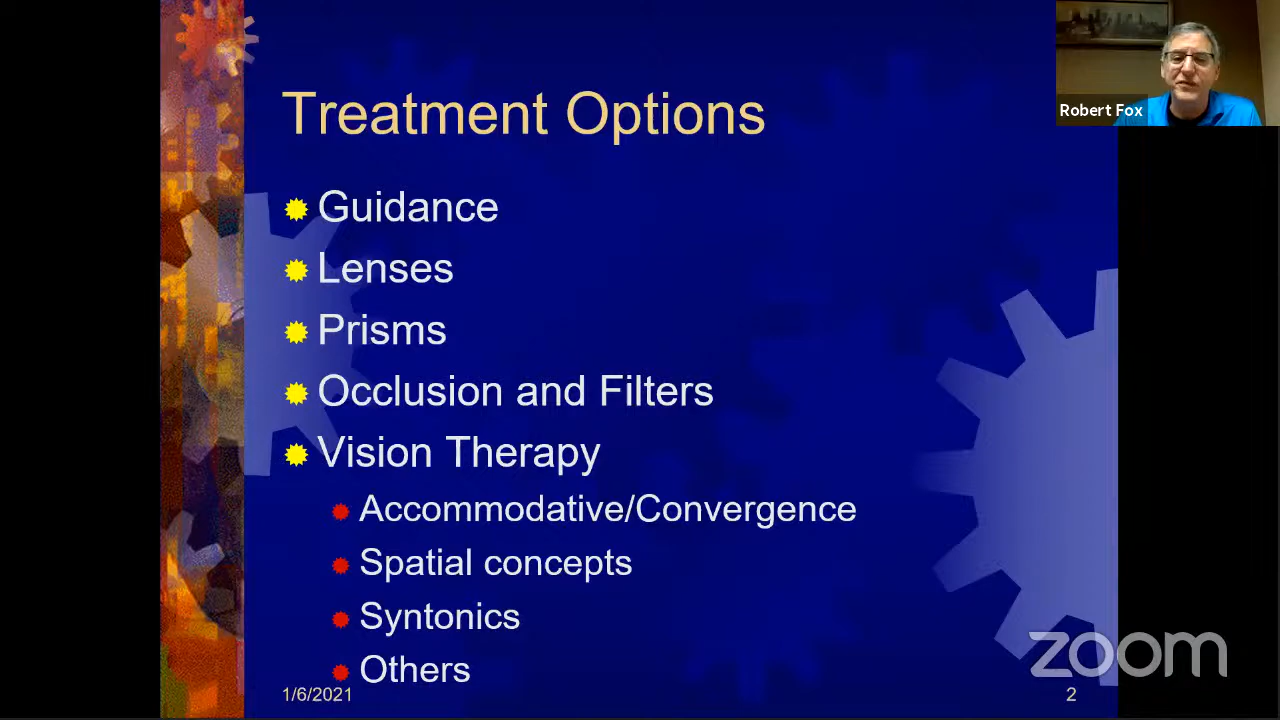 Treatment Options
Robert Fox
Guidance
Lenses
Prisms
Occlusion and Filters
Vision Therapy
Accommodative/Convergence
Spatial concepts
Syntonics
Others
1/6/2021
2
zoom